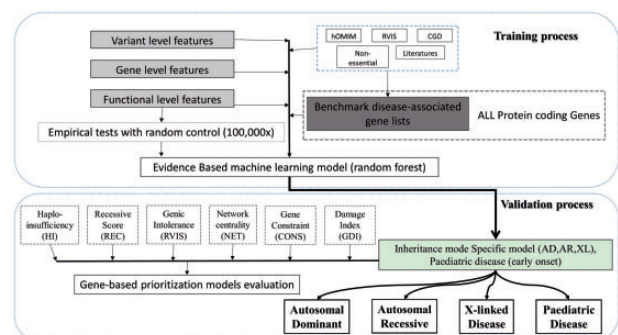 hOMIM
RVIS
CGD
Training process
Variant level features
Non-
essential
Literatures
Gene level features
Functional level features
Benchmark disease-associated
gene lists
ALL Protein coding Genes
Empirical tests with random control (100,000x)
Evidence Based machine learning model (random forest)
Validation process
Haplo-
insufficiency
(HI)
Recessive
Score
(REC)
Genic
Intolerance
(RVIS)
Network
centrality
(NET)
Gene
Constraint
(CONS)
Damage
Index
(GDI)
Inheritance mode Specific model (AD,AR,XL),
Paediatric disease (early onset)
Gene-based prioritization models evaluation
Autosomal
Dominant
Autosomal
Recessive
X-linked
Disease
Paediatric
Disease